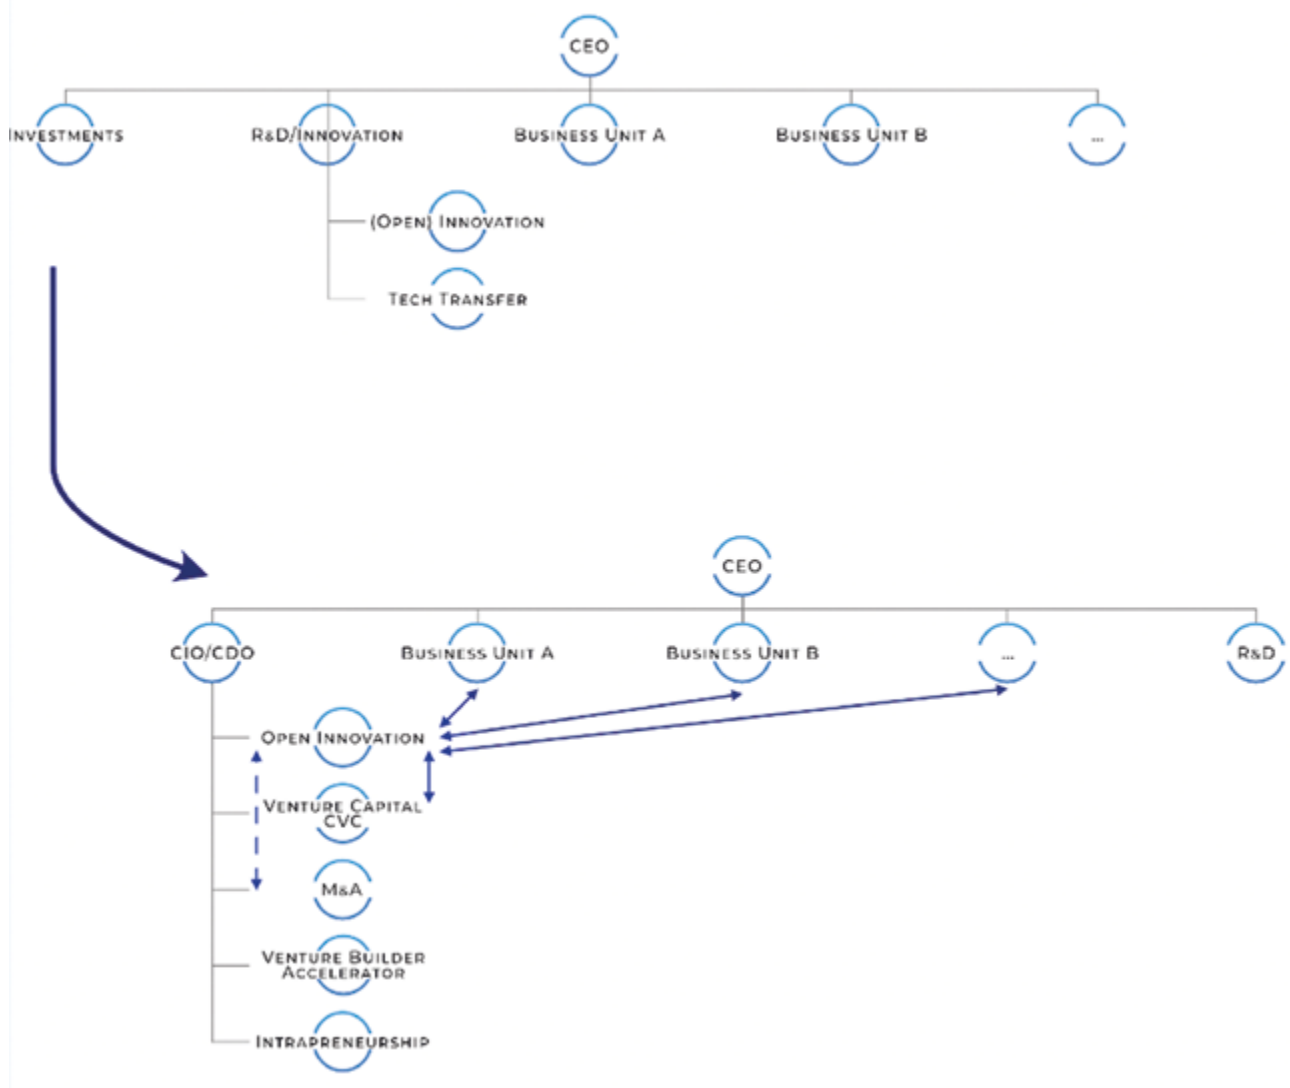 CEO
INVESTMENTS
R&D/INNOVATION
BUSINESS UNIT A
BUSINESS UNIT B
...
(OPEN) INNOVATION
TECH TRANSFER
CEO
CIO/CDO
BUSINESS UNIT A
BUSINESS UNIT B
...
R&D
OPEN INNOVATION
VENTURE CAPITAL
CVC
M&A
VENTURE BUILDER
ACCELERATOR
INTRAPRENEURSHIP